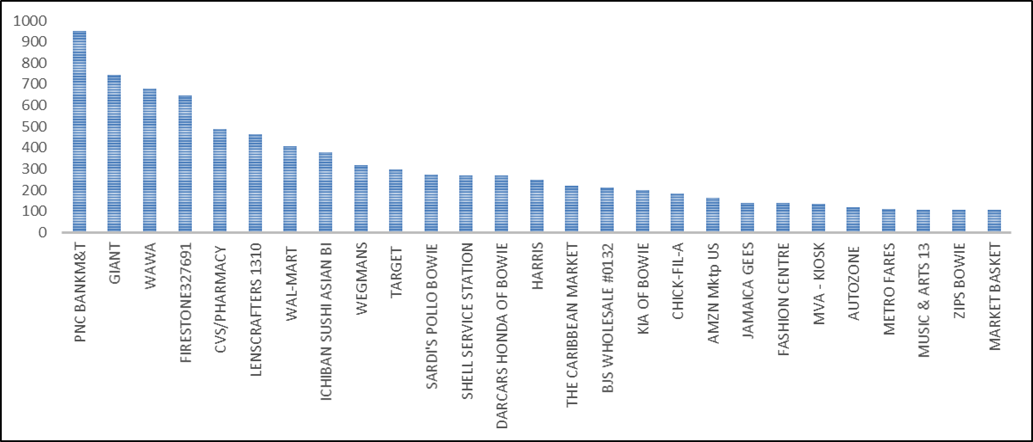 1000
900
800
700
600
500
400
300
200
100
0
PNC BANKM&T
GIANT
WAWA
FIRESTONE327691
CVS/PHARMACY
LENSCRAFTERS 1310
WAL-MART
ICHIBAN SUSHI ASIAN BI
WEGMANS
TARGET
SARDI'S POLLO BOWIE
SHELL SERVICE STATION
DARCARS HONDA OF BOWIE
HARRIS
THE CARIBBEAN MARKET
BJS WHOLESALE #0132
KIA OF BOWIE
CHICK-FIL-A
AMZN Mktp US
JAMAICA GEES
FASHION CENTRE
MVA - KIOSK
AUTOZONE
METRO FARES
MUSIC & ARTS 13
ZIPS BOWIE
MARKET BASKET